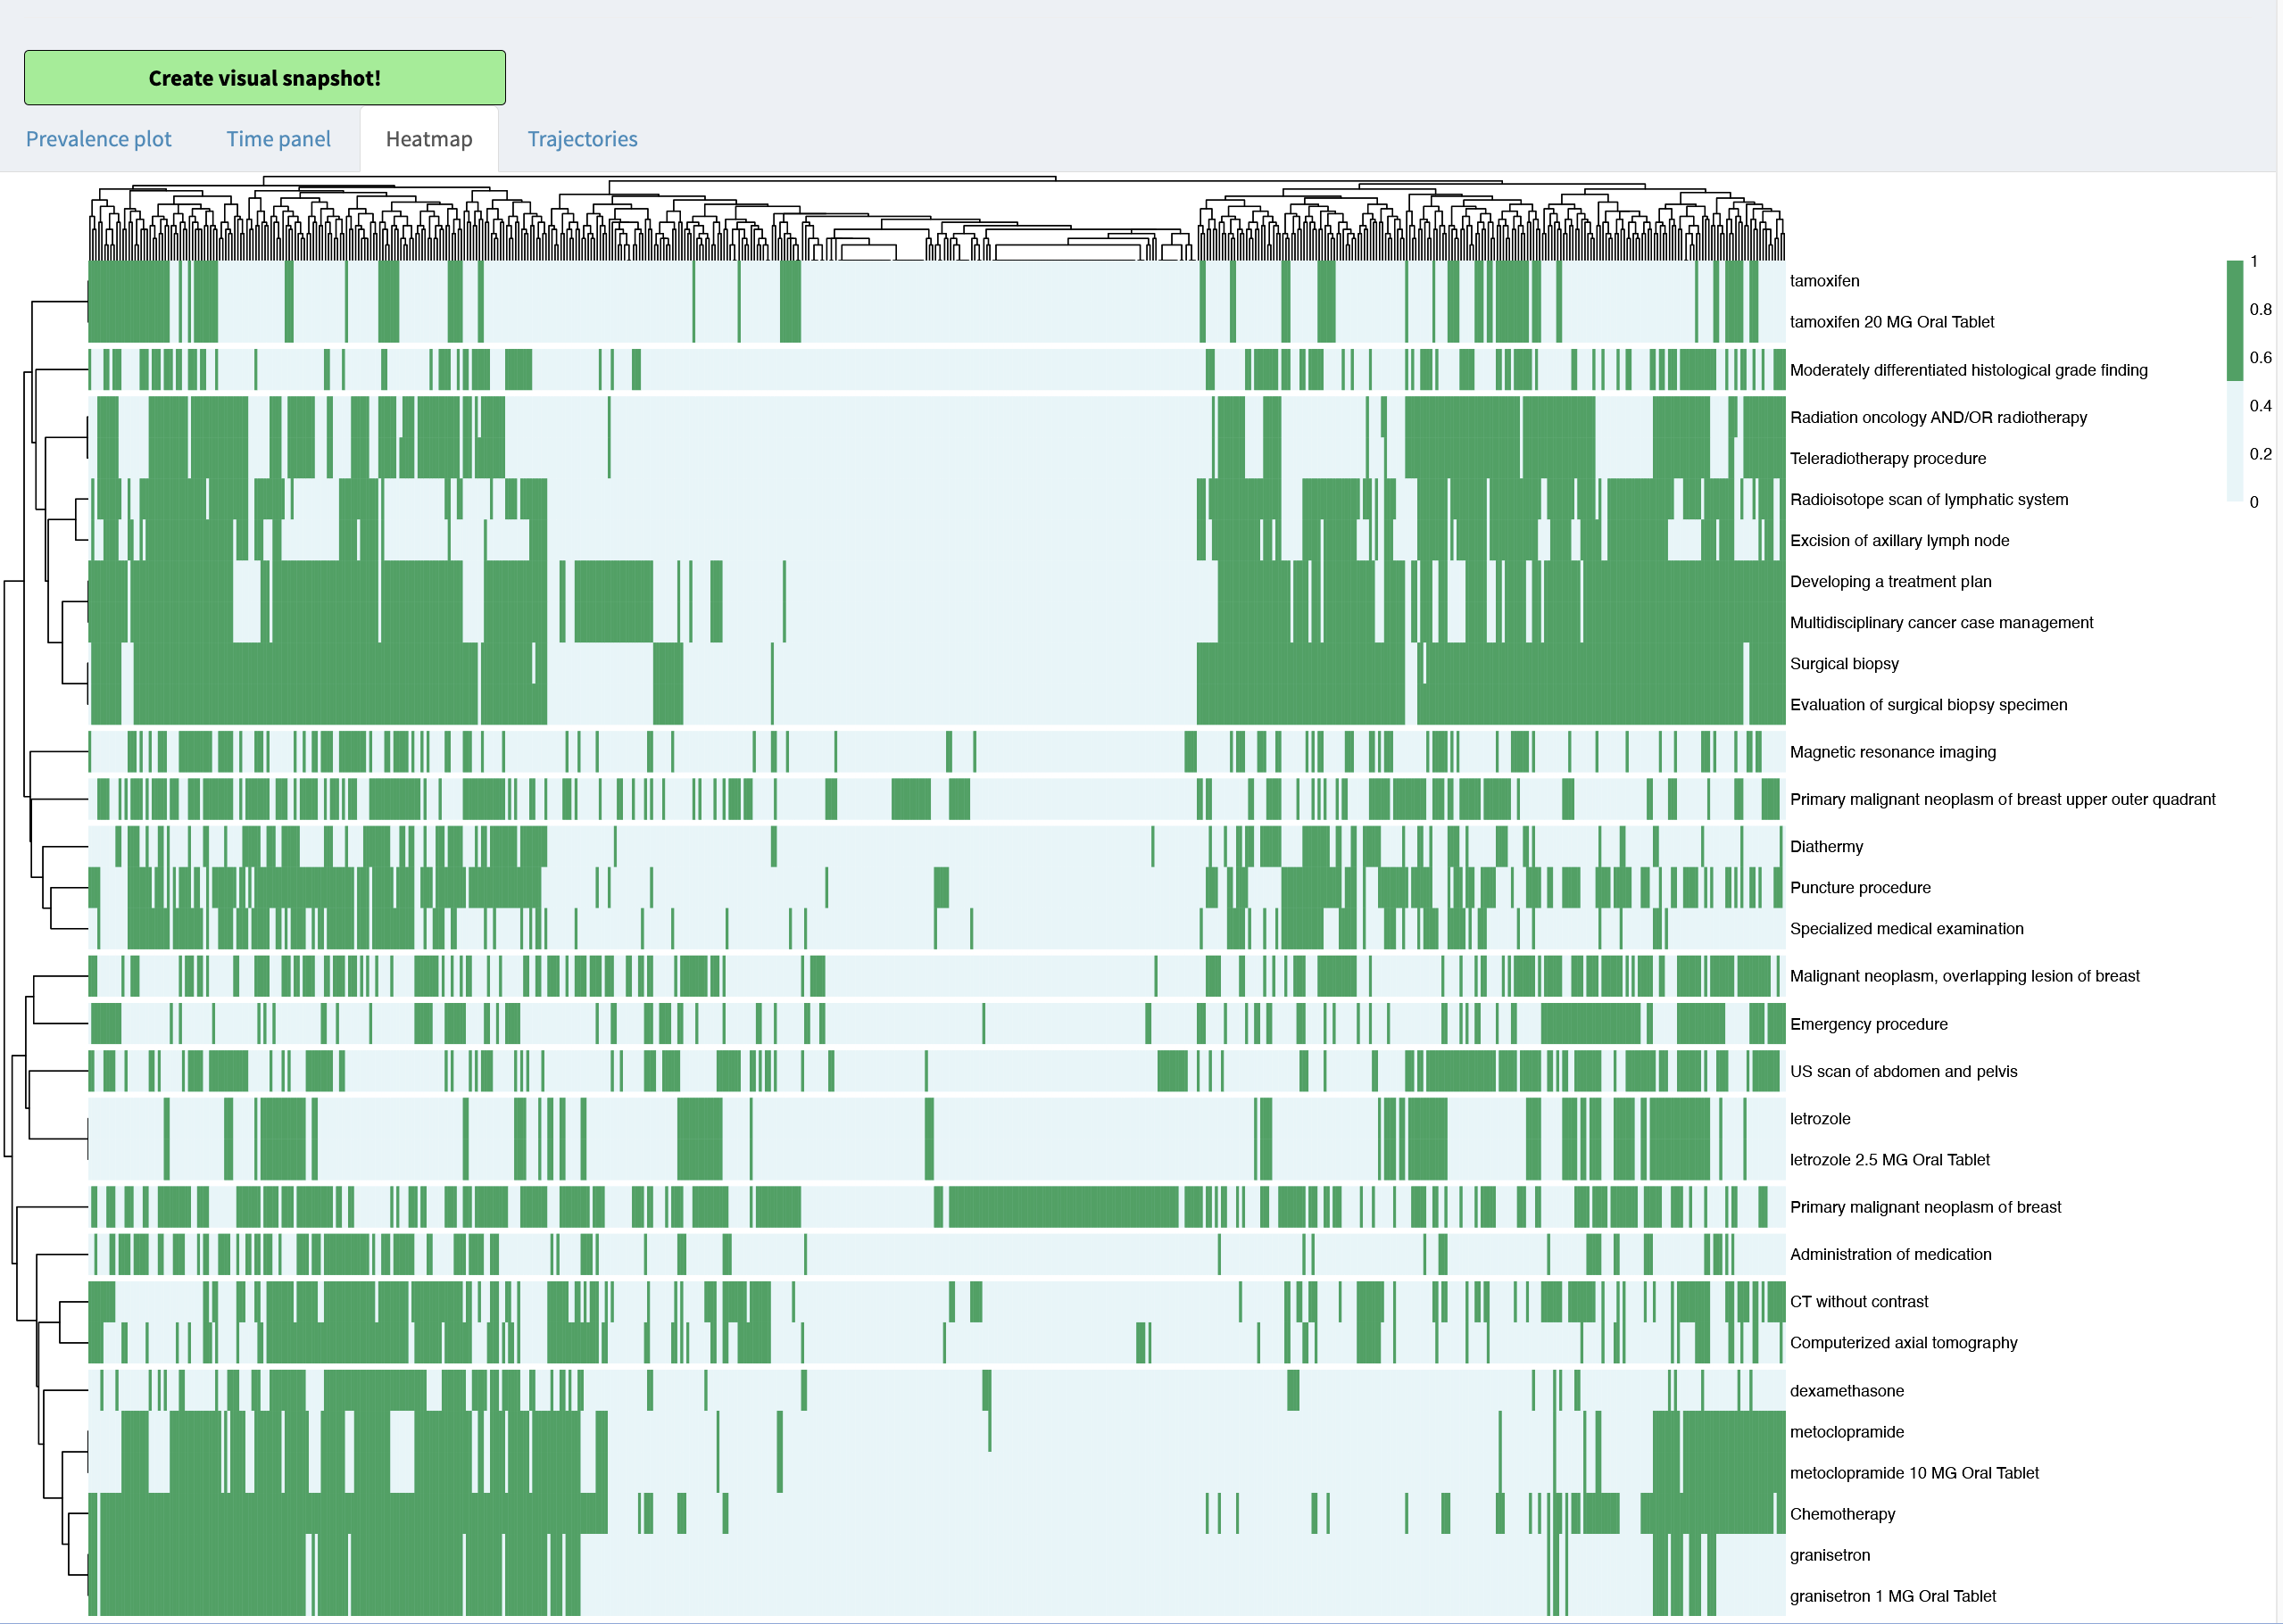 Create visual snapshot!
Prevalence plot Time panel Heatmap Trajectories
1
tamoxifen
0.8
tamoxifen 20 MG Oral Tablet
0.6
Moderately differentiated histological grade finding
0.4
Radiation oncology AND/OR radiotherapy
0.2
Teleradiotherapy procedure
Radioisotope scan of lymphatic system
0
Excision of axillary lymph node
Developing a treatment plan
Multidisciplinary cancer case management
Surgical biopsy
Evaluation of surgical biopsy specimen
Magnetic resonance imaging
Primary malignant neoplasm of breast upper outer quadrant
Diathermy
Puncture procedure
Specialized medical examination
Malignant neoplasm, overlapping lesion of breast
Emergency procedure
US scan of abdomen and pelvis
letrozole
letrozole 2.5 MG Oral Tablet
Primary malignant neoplasm of breast
Administration of medication
CT without contrast
Computerized axial tomography
dexamethasone
metoclopramide
metoclopramide 10 MG Oral Tablet
Chemotherapy
granisetron
granisetron 1 MG Oral Tablet